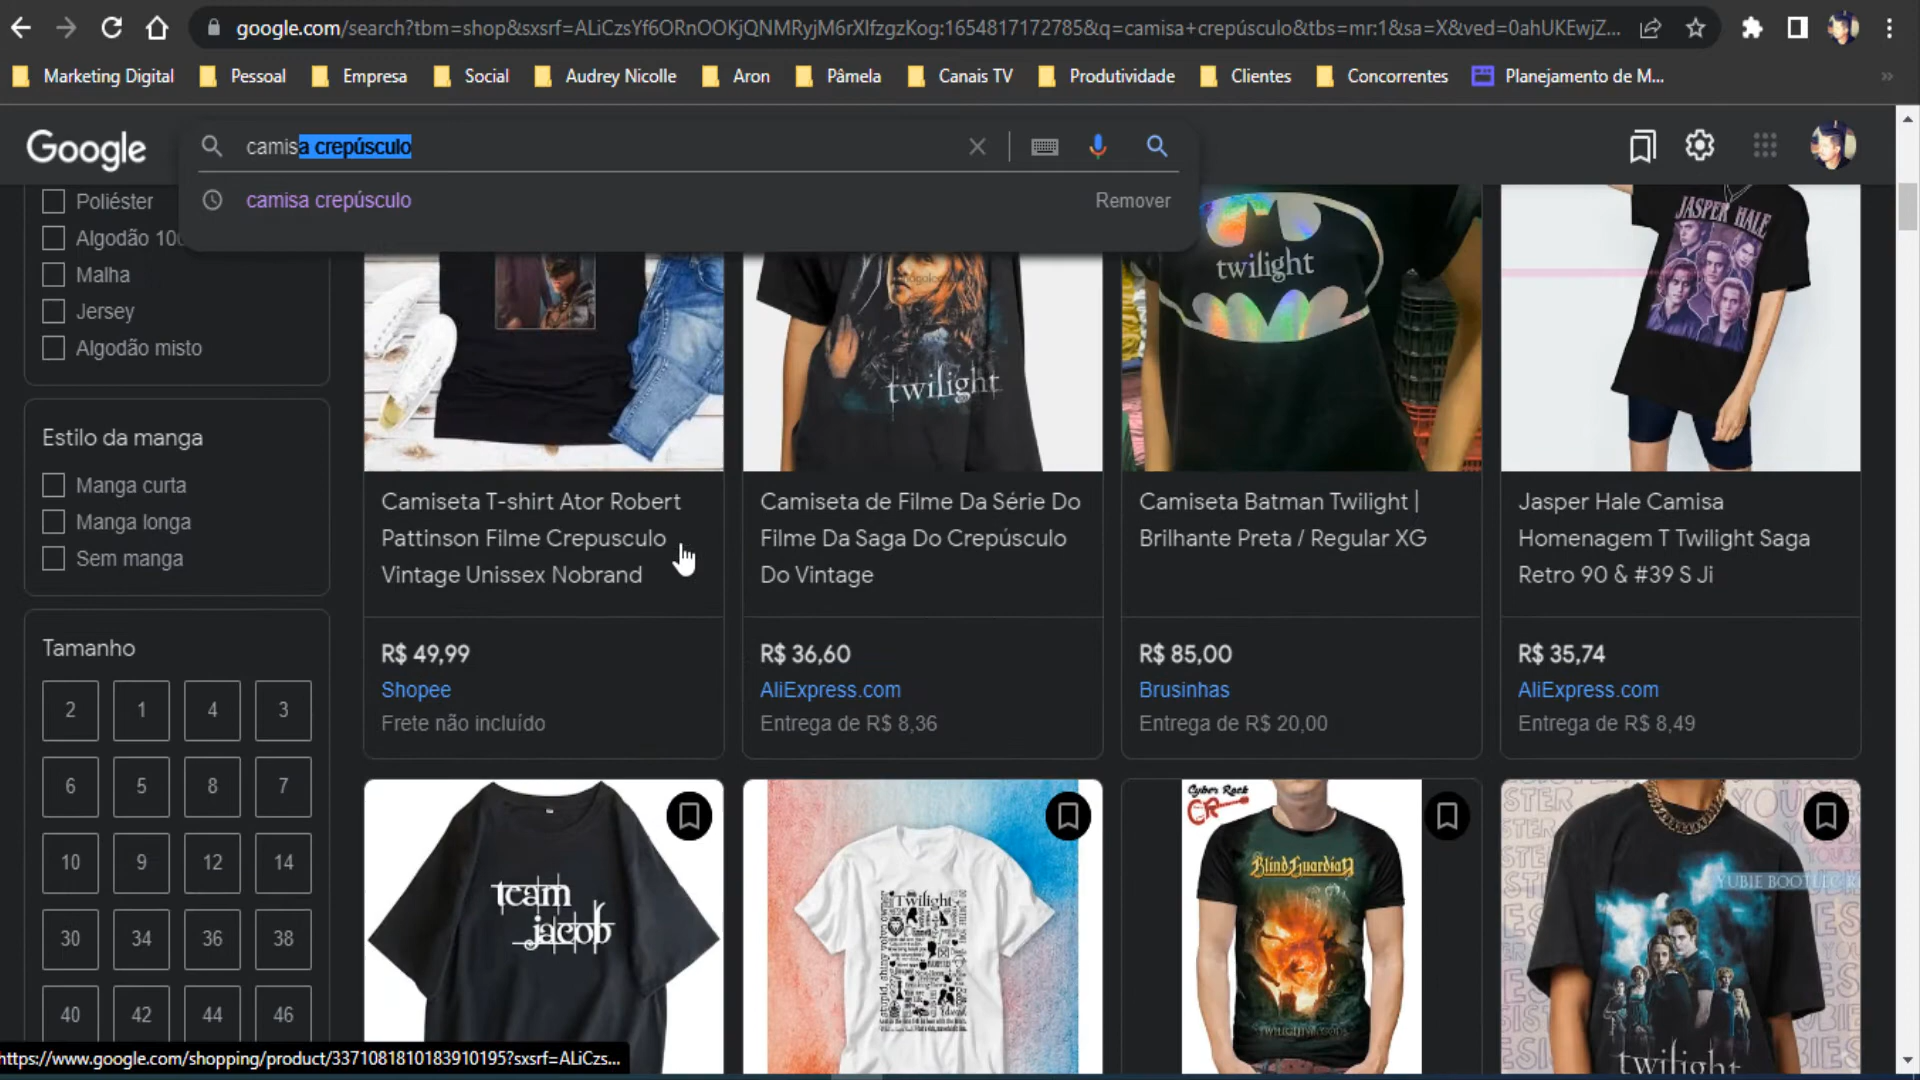 google.com/search?tbm=shop&sxsrf=ALiCzsYf6ORnOOKjQNMRyjM6rXlfzgzKog:1654817172785&q=camisa+crepúsculo&tbs=mr:1&sa=X&ved=0ahUKEwjZ...
Marketing Digital
Pessoal
Empresa
Social
Audrey Nicolle
Aron
Pâmela
Canais TV
Produtividade
Clientes
Concorrentes
Planejamento de M...
Google
camisa crepúsculo
camisa crepúsculo
Remover
Poliéster
Algodão 100
Malha
Jersey
Algodão misto
Estilo da manga
Manga curta
Manga longa
Sem manga
Tamanho
2 1 4 3
6 5 8 7
10 9 12 14
30 34 36 38
40 42 44 46
twilight
twilight
JASPER HALE
Camiseta T-shirt Ator Robert
Pattinson Filme Crepusculo
Vintage Unissex Nobrand
R$ 49,99
Shopee
Frete não incluído
Camiseta de Filme Da Série Do
Filme Da Saga Do Crepúsculo
Do Vintage
R$ 36,60
AliExpress.com
Entrega de R$ 8,36
Camiseta Batman Twilight |
Brilhante Preta / Regular XG
R$ 85,00
Brusinhas
Entrega de R$ 20,00
Jasper Hale Camisa
Homenagem T Twilight Saga
Retro 90 & #39 S Ji
R$ 35,74
AliExpress.com
Entrega de R$ 8,49
team
jacob
Twilight
stupid, shiny volvo owner
Cyber Rock
CR
Blind Guardian
YUBIE BOOTLEG
twilight
https://www.google.com/shopping/product/3371081810183910195?sxsrf=ALiCzs...